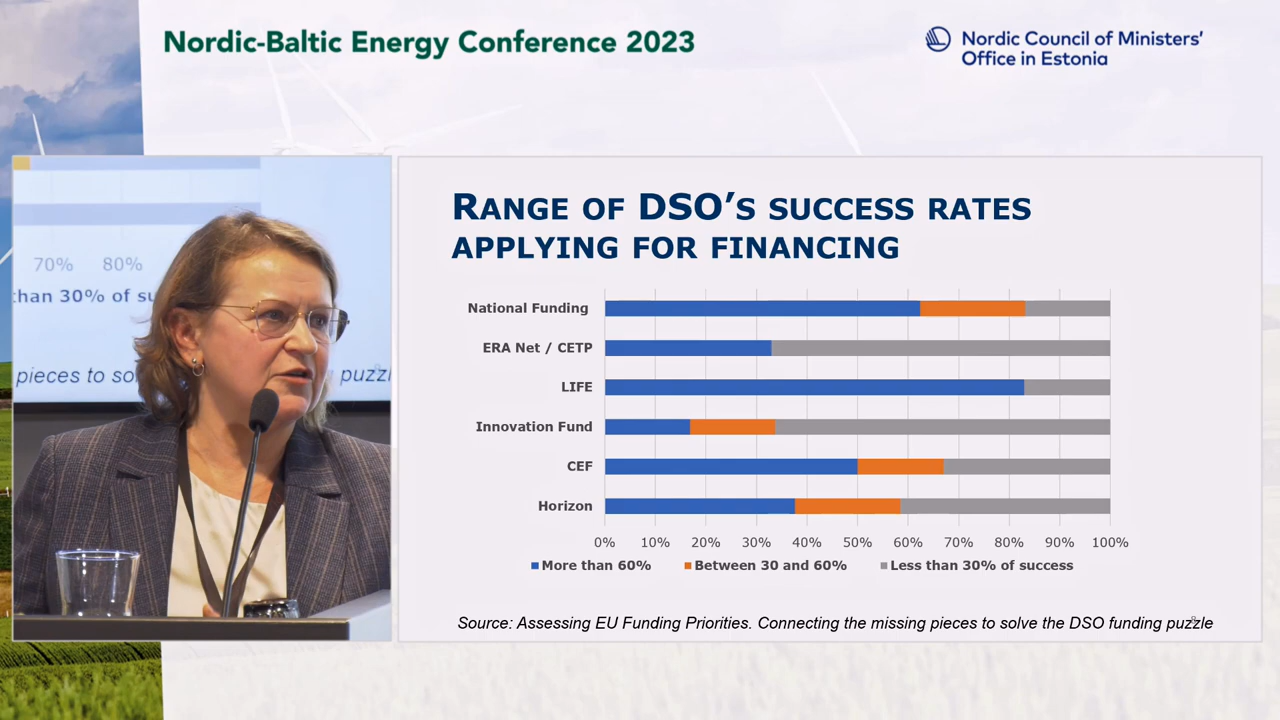 Nordic-Baltic Energy Conference 2023
Nordic Council of Ministers'
Office in Estonia
70% 80%
than 30% of su
pieces to sol
puzzl
RANGE OF DSO'S SUCCESS RATES
APPLYING FOR FINANCING
National Funding
ERA Net / CETP
LIFE
Innovation Fund
CEF
Horizon
0% 10% 20% 30% 40% 50% 60% 70% 80% 90% 100%
More than 60% Between 30 and 60% Less than 30% of success
Source: Assessing EU Funding Priorities. Connecting the missing pieces to solve the DSO funding puzzle